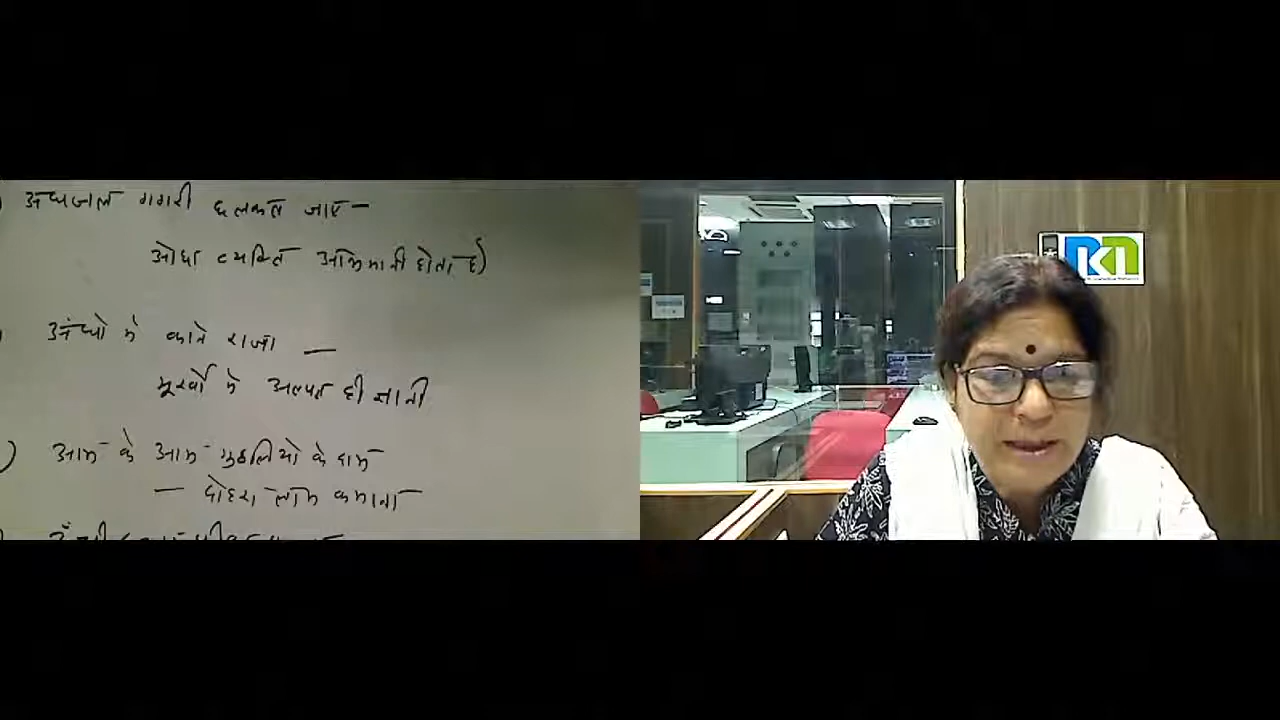 अधजल गगरी छलकत जाए -
ओछा व्यक्ति अभिमानी होता है
अंधो मे काने राजा -
मूर्खो मे अल्पज्ञ ही ज्ञानी
आम के आम गुठलियो के दाम
- दोहरा लाभ कमाना